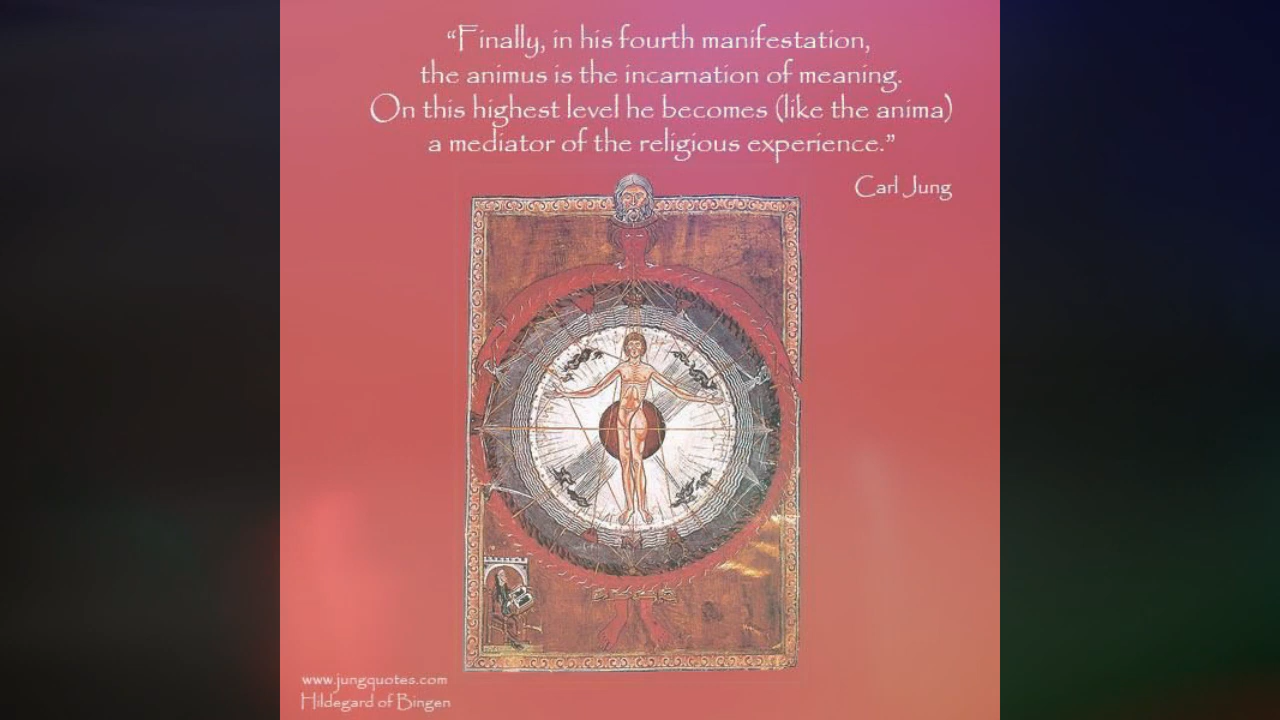 “Finally, in his fourth manifestation,
the animus is the incarnation of meaning.
On this highest level he becomes (like the anima)
a mediator of the religious experience.”
Carl Jung
www.jungquotes.com
Hildegard of Bingen